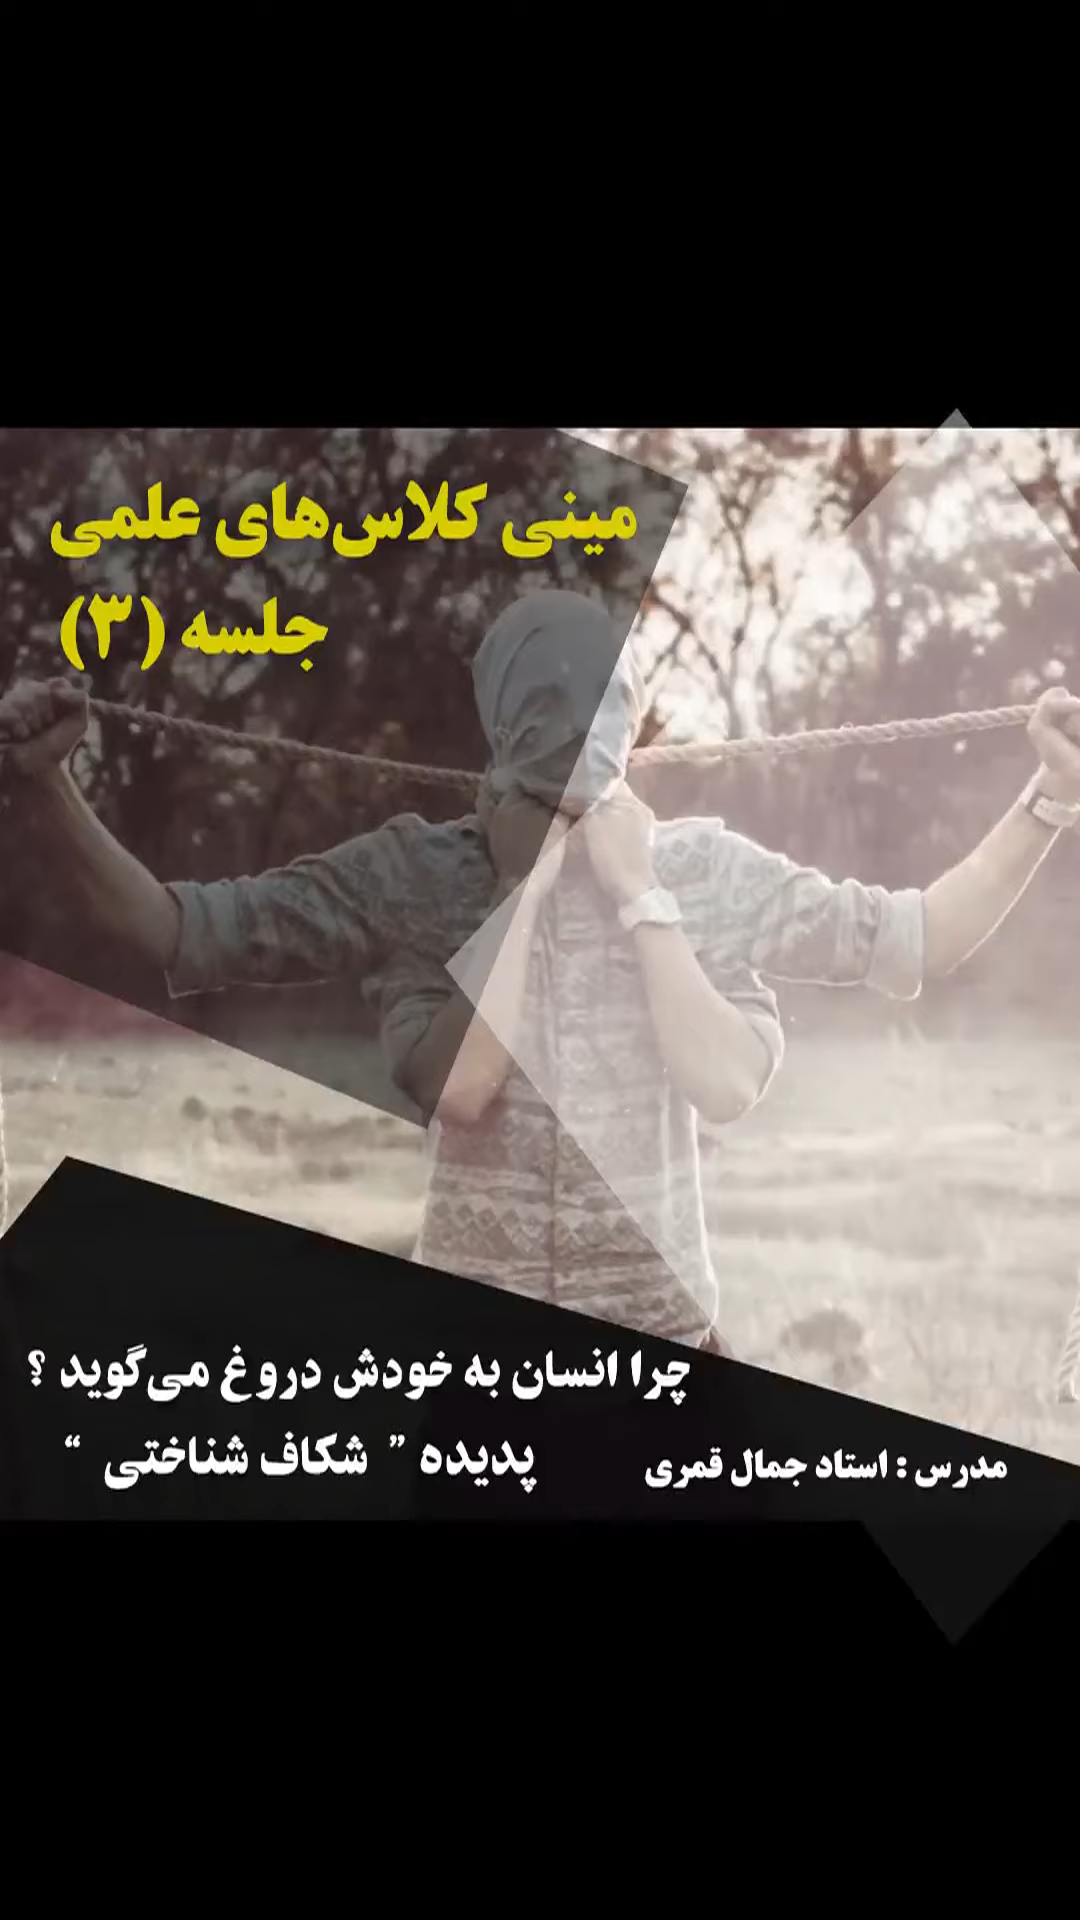 مینی کلاس‌های علمی
جلسه (۳)
چرا انسان به خودش دروغ می‌گوید ؟
پدیده ” شکاف شناختی “
مدرس : استاد جمال قمری